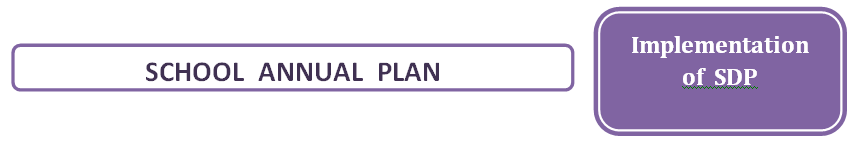 SCHOOL ANNUAL PLAN
Implementation
of SDP